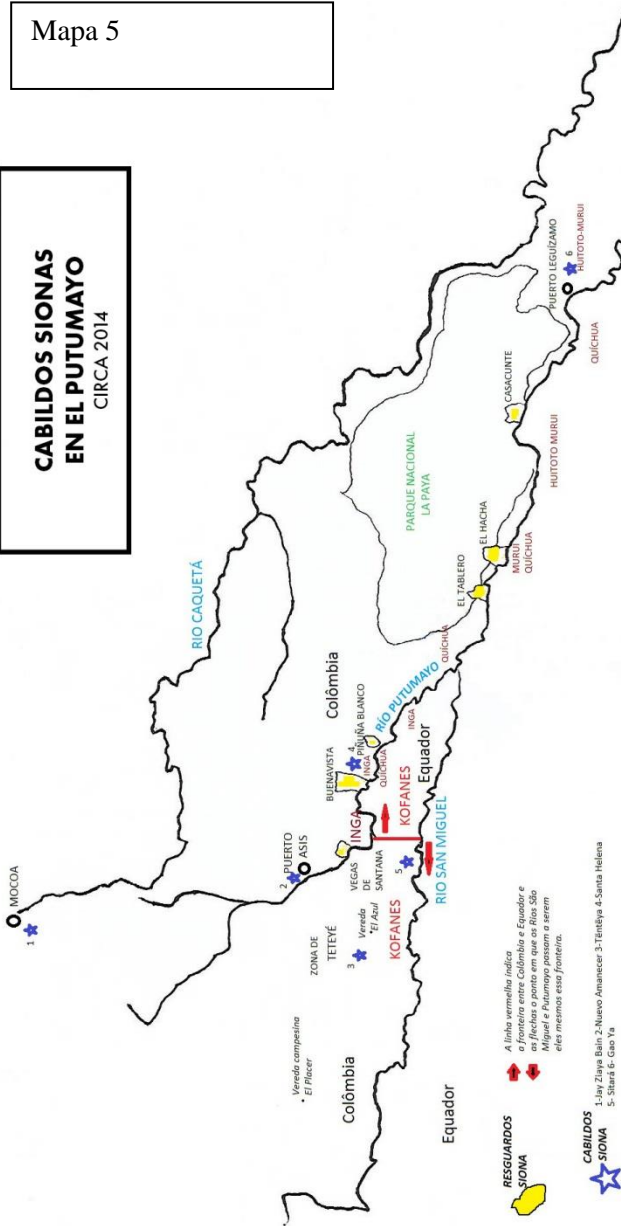 Mapa 5
CABILDOS SIONAS
EN EL PUTUMAYO
CIRCA 2014
MOCOA
1
RIO CAQUETÁ
2 PUERTO
ASIS
Colômbia
BUENAVISTA
4
PIÑUÑA BLANCO
INGA
QUÍCHUA
RÍO PUTUMAYO
INGA
VEGAS
DE
SANTANA
KOFANES
Equador
INGA
QUÍCHUA
ZONA DE
TETEYÉ
3
Vereda
*El Azul
5
KOFANES
RIO SAN MIGUEL
Vereda campesina
* El Placer
Colômbia
Equador
PARQUE NACIONAL
LA PAYA
EL TABLERO
EL HACHA
MURUI
QUÍCHUA
CASACUNTE
HUITOTO MURUI
PUERTO LEGUÍZAMO
6
HUITOTO-MURUI
QUÍCHUA
RESGUARDOS
SIONA
A linha vermelha indica
a fronteira entre Colâmbia e Equador e
as flechas o ponto em que os Rios São
Miguel e Putumayo passam a serem
eles mesmos essa fronteira.
CABILDOS
SIONA
1-Jay Ziaya Baín 2-Nuevo Amanecer 3-Tëntëya 4-Santa Helena
5- Sitará 6- Gao Ya